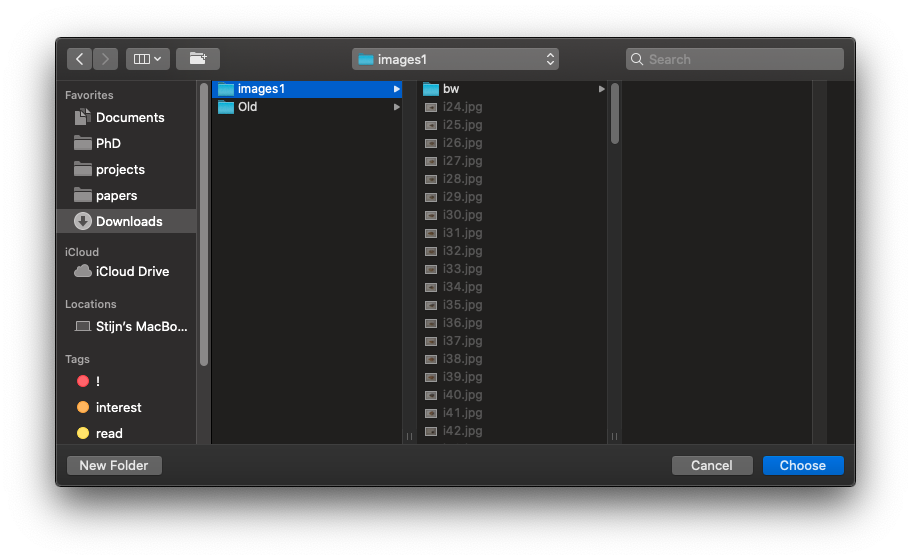 images1
Search
Favorites
Documents
PhD
projects
papers
Downloads
iCloud
iCloud Drive
Locations
Stijn's MacBo...
Tags
!
interest
read
images1
Old
bw
i24.jpg
i25.jpg
i26.jpg
i27.jpg
i28.jpg
i29.jpg
i30.jpg
i31.jpg
i32.jpg
i33.jpg
i34.jpg
i35.jpg
i36.jpg
i37.jpg
i38.jpg
i39.jpg
i40.jpg
i41.jpg
i42.jpg
New Folder
Cancel
Choose